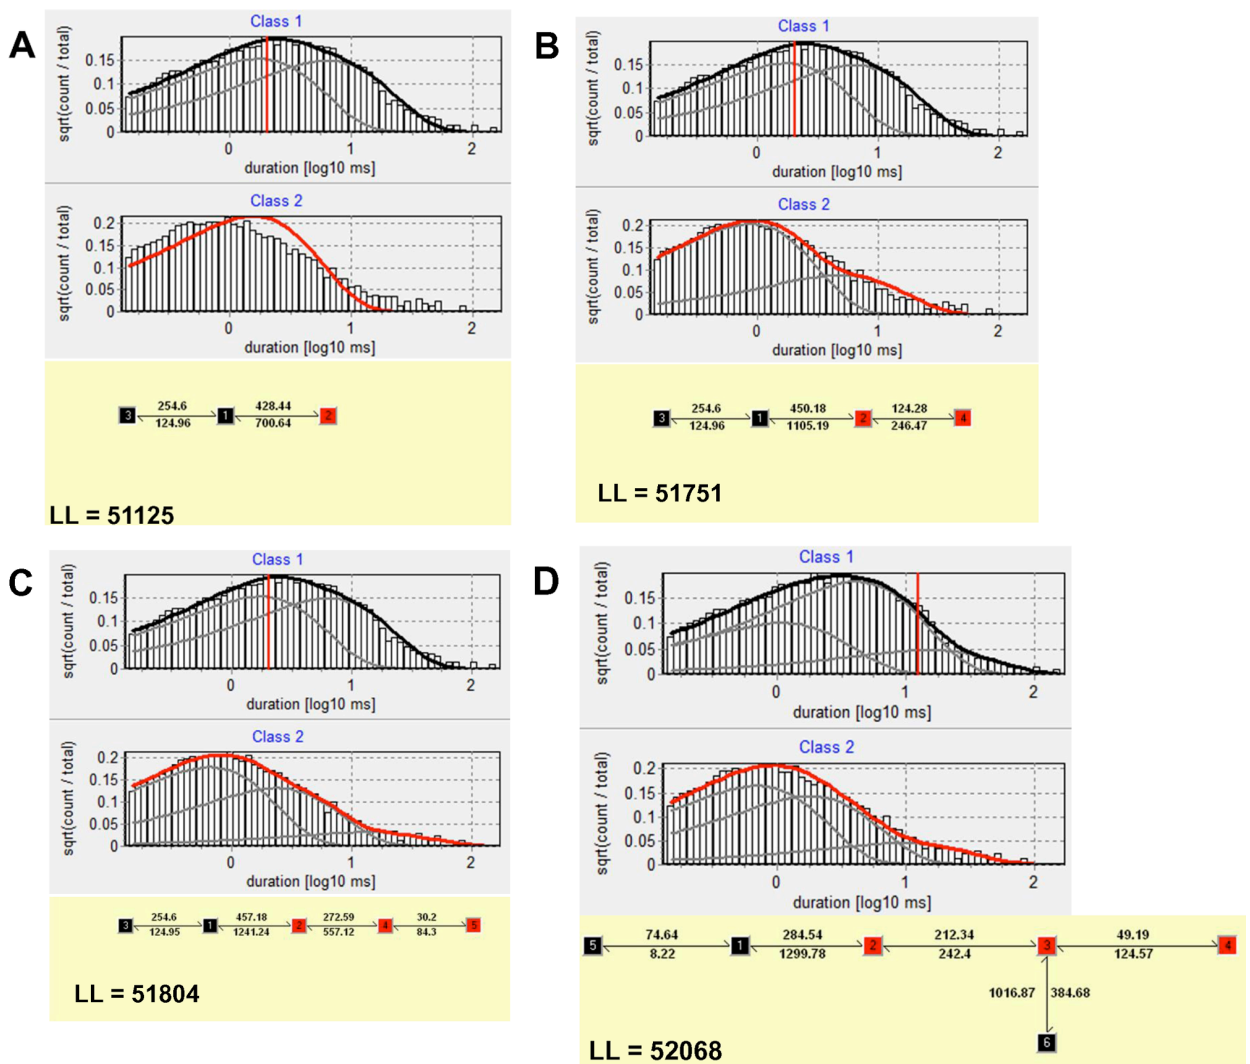 A
Class 1
sqrt(count / total)
0.15
0.1
0.05
0
0 1 2
duration [log10 ms]
Class 2
sqrt(count / total)
0.2
0.15
0.1
0.05
0
0 1 2
duration [log10 ms]
254.6 428.44
3 1 2
124.96 700.64
LL = 51125
B
Class 1
sqrt(count / total)
0.15
0.1
0.05
0
0 1 2
duration [log10 ms]
Class 2
sqrt(count / total)
0.2
0.15
0.1
0.05
0
0 1 2
duration [log10 ms]
254.6 450.18 124.28
3 1 2 4
124.96 1105.19 246.47
LL = 51751
C
Class 1
sqrt(count / total)
0.15
0.1
0.05
0
0 1 2
duration [log10 ms]
Class 2
sqrt(count / total)
0.2
0.15
0.1
0.05
0
0 1 2
duration [log10 ms]
254.6 457.18 272.59 30.2
3 1 2 4 5
124.95 1241.24 557.12 84.3
LL = 51804
D
Class 1
sqrt(count / total)
0.15
0.1
0.05
0
0 1 2
duration [log10 ms]
Class 2
sqrt(count / total)
0.2
0.15
0.1
0.05
0
0 1 2
duration [log10 ms]
74.64 284.54 212.34 49.19
5 1 2 3 4
8.22 1299.78 242.4 124.57
1016.87 384.68
6
LL = 52068